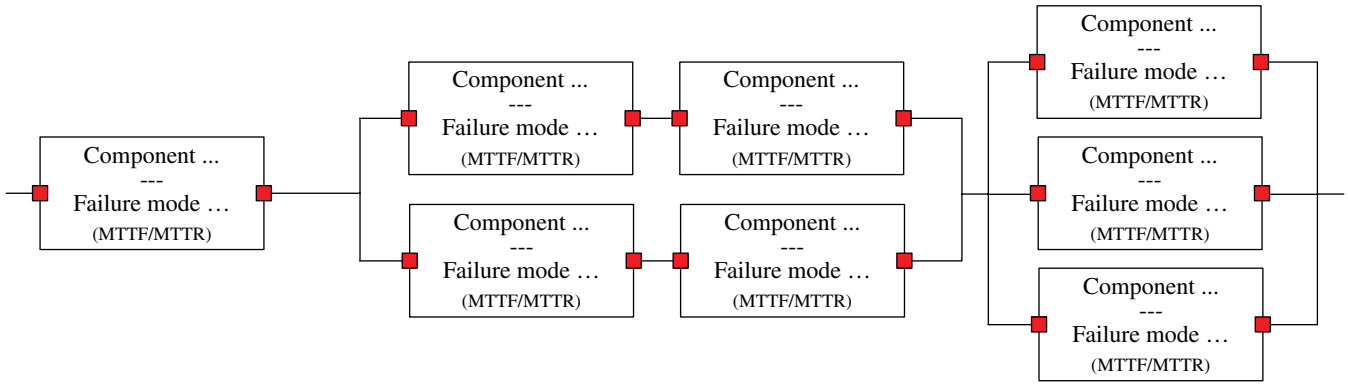 Component ...
---
Failure mode …
(MTTF/MTTR)
Component ...
---
Failure mode …
(MTTF/MTTR)
Component ...
---
Failure mode …
(MTTF/MTTR)
Component ...
---
Failure mode …
(MTTF/MTTR)
Component ...
---
Failure mode …
(MTTF/MTTR)
Component ...
---
Failure mode …
(MTTF/MTTR)
Component ...
---
Failure mode …
(MTTF/MTTR)
Component ...
---
Failure mode …
(MTTF/MTTR)